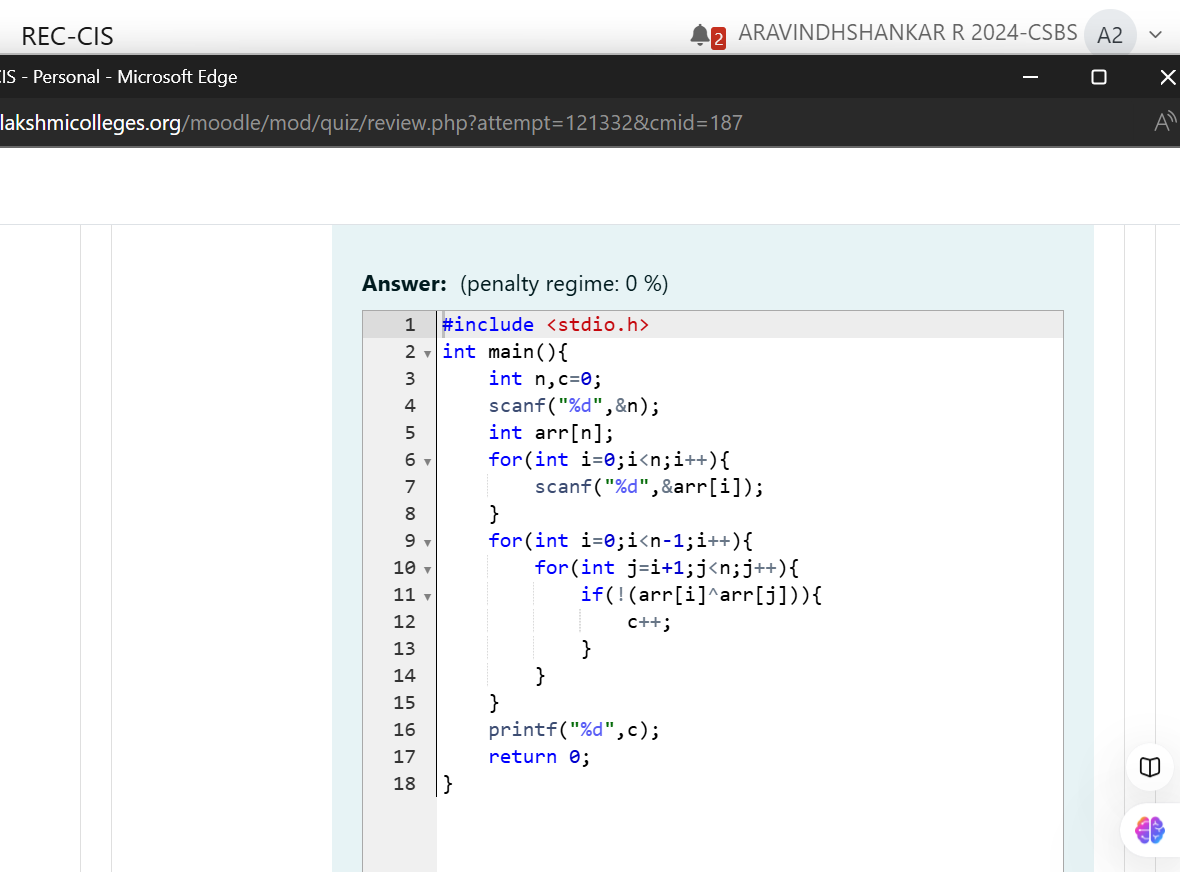 REC-CIS
2 ARAVINDHSHANKAR R 2024-CSBS A2
IS - Personal - Microsoft Edge
lakshmicolleges.org/moodle/mod/quiz/review.php?attempt=121332&cmid=187
Answer: (penalty regime: 0 %)
1 #include <stdio.h>
2 int main(){
3 int n,c=0;
4 scanf("%d",&n);
5 int arr[n];
6 for(int i=0;i<n;i++){
7 scanf("%d",&arr[i]);
8 }
9 for(int i=0;i<n-1;i++){
10 for(int j=i+1;j<n;j++){
11 if(!(arr[i]^arr[j])){
12 c++;
13 }
14 }
15 }
16 printf("%d",c);
17 return 0;
18 }